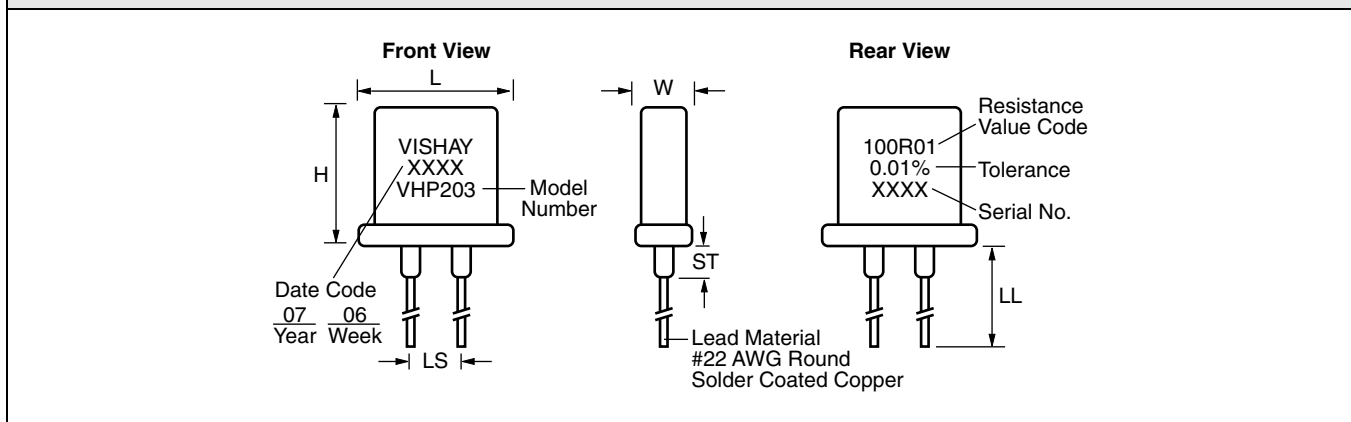 Front View
L
H
VISHAY
XXXX
VHP203
Model
Number
Date Code
07 06
Year Week
LS
W
ST
Lead Material
#22 AWG Round
Solder Coated Copper
Rear View
100R01
0.01%
XXXX
Resistance
Value Code
Tolerance
Serial No.
LL